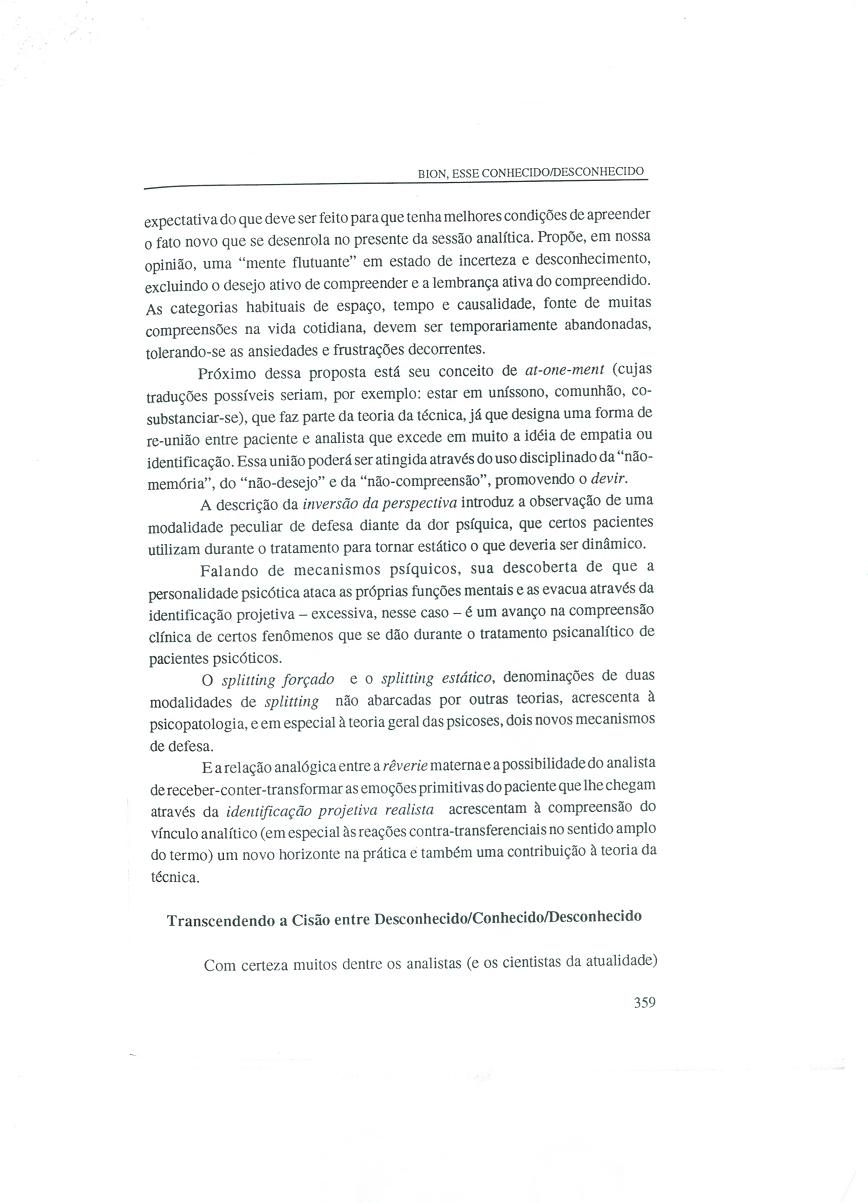 BION, ESSE CONHECIDO/DESCONHECIDO
expectativa do que deve ser feito para que tenha melhores condições de apreender
o fato novo que se desenrola no presente da sessão analítica. Propõe, em nossa
opinião, uma “mente flutuante” em estado de incerteza e desconhecimento,
excluindo o desejo ativo de compreender e a lembrança ativa do compreendido.
As categorias habituais de espaço, tempo e causalidade, fonte de muitas
compreensões na vida cotidiana, devem ser temporariamente abandonadas,
tolerando-se as ansiedades e frustrações decorrentes.
Próximo dessa proposta está seu conceito de at-one-ment (cujas
traduções possíveis seriam, por exemplo: estar em uníssono, comunhão, co-
substanciar-se), que faz parte da teoria da técnica, já que designa uma forma de
re-união entre paciente e analista que excede em muito a idéia de empatia ou
identificação. Essa união poderá ser atingida através do uso disciplinado da “não-
memória”, do “não-desejo” e da “não-compreensão”, promovendo o devir.
A descrição da inversão da perspectiva introduz a observação de uma
modalidade peculiar de defesa diante da dor psíquica, que certos pacientes
utilizam durante o tratamento para tornar estático o que deveria ser dinâmico.
Falando de mecanismos psíquicos, sua descoberta de que a
personalidade psicótica ataca as próprias funções mentais e as evacua através da
identificação projetiva – excessiva, nesse caso – é um avanço na compreensão
clínica de certos fenômenos que se dão durante o tratamento psicanalítico de
pacientes psicóticos.
O splitting forçado e o splitting estático, denominações de duas
modalidades de splitting não abarcadas por outras teorias, acrescenta à
psicopatologia, e em especial à teoria geral das psicoses, dois novos mecanismos
de defesa.
E a relação analógica entre a rêverie materna e a possibilidade do analista
de receber-conter-transformar as emoções primitivas do paciente que lhe chegam
através da identificação projetiva realista acrescentam à compreensão do
vínculo analítico (em especial às reações contra-transferenciais no sentido amplo
do termo) um novo horizonte na prática e também uma contribuição à teoria da
técnica.
Transcendendo a Cisão entre Desconhecido/Conhecido/Desconhecido
Com certeza muitos dentre os analistas (e os cientistas da atualidade)
359